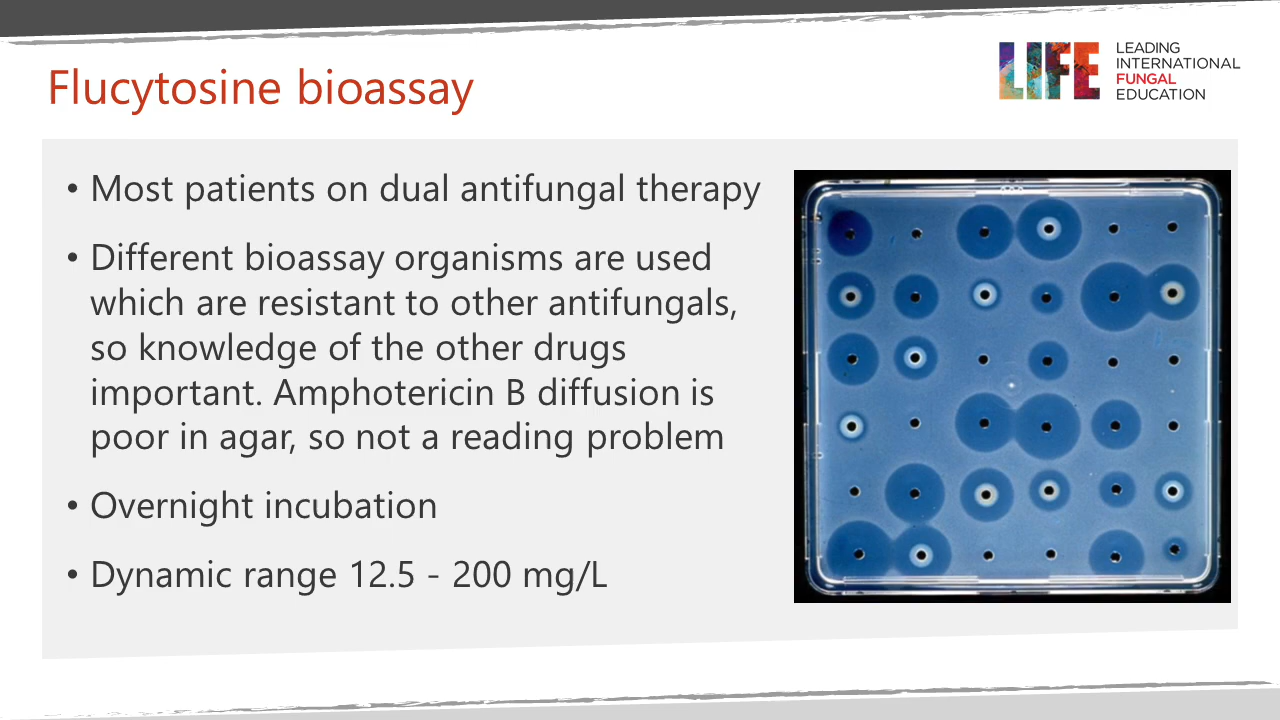 Flucytosine bioassay
LIFE
LEADING
INTERNATIONAL
FUNGAL
EDUCATION
• Most patients on dual antifungal therapy
• Different bioassay organisms are used
which are resistant to other antifungals,
so knowledge of the other drugs
important. Amphotericin B diffusion is
poor in agar, so not a reading problem
• Overnight incubation
• Dynamic range 12.5 - 200 mg/L